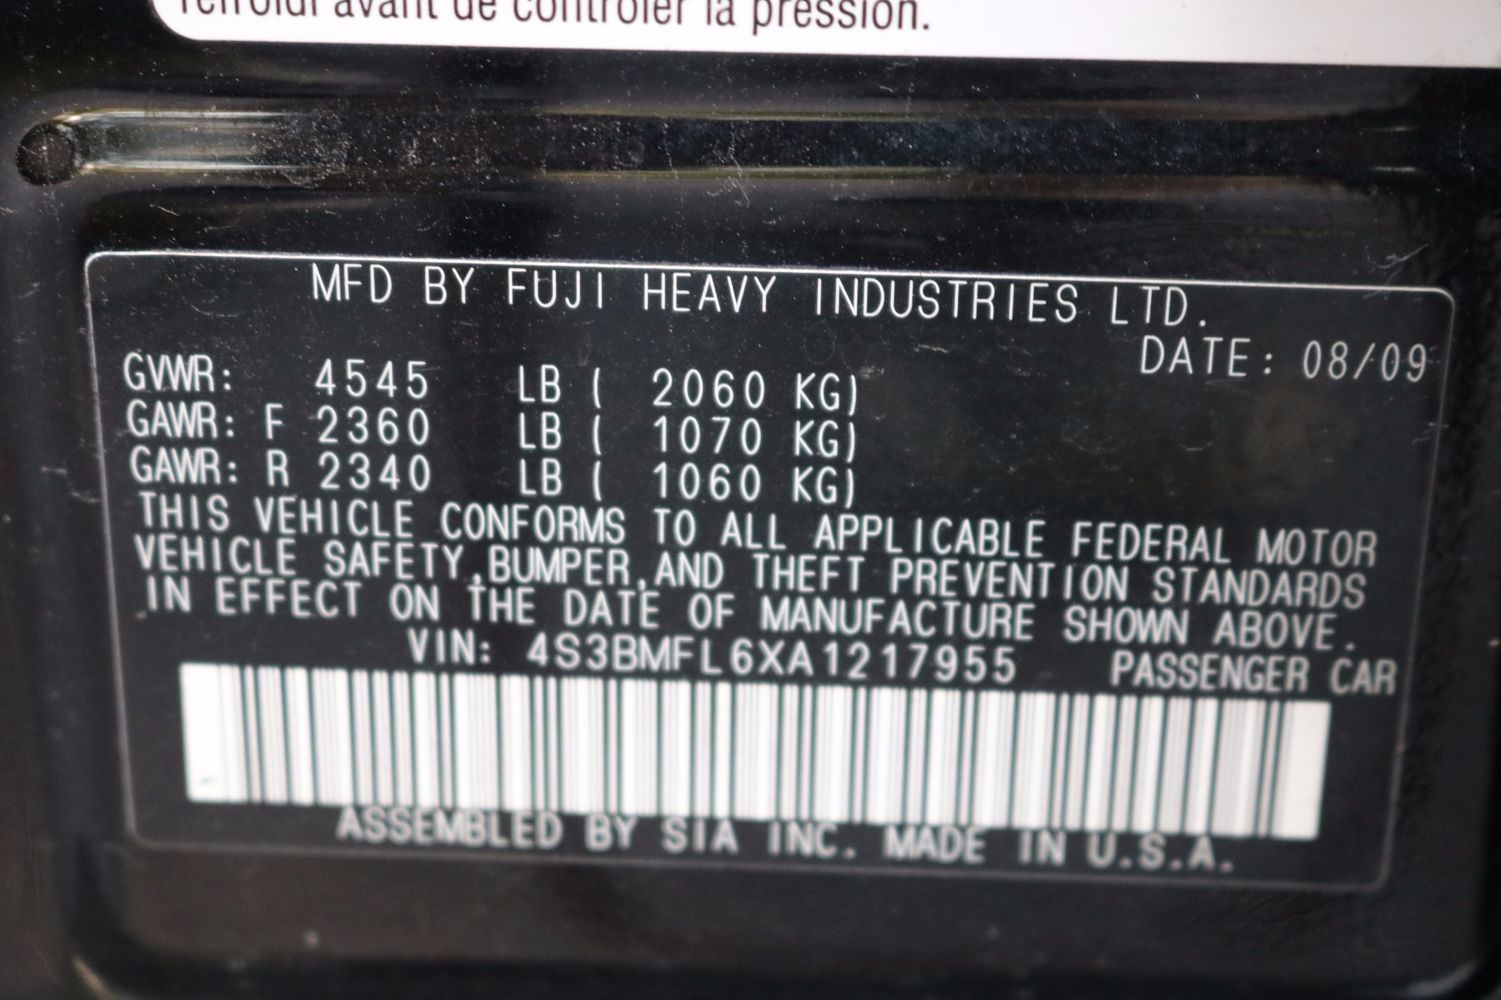 refroidi avant de contrôler la pression.
MFD BY FUJI HEAVY INDUSTRIES LTD.
DATE: 08/09
GVWR: 4545 LB ( 2060 KG)
GAWR: F 2360 LB ( 1070 KG)
GAWR: R 2340 LB ( 1060 KG)
THIS VEHICLE CONFORMS TO ALL APPLICABLE FEDERAL MOTOR
VEHICLE SAFETY,BUMPER,AND THEFT PREVENTION STANDARDS
IN EFFECT ON THE DATE OF MANUFACTURE SHOWN ABOVE.
VIN: 4S3BMFL6XA1217955 PASSENGER CAR
ASSEMBLED BY SIA INC. MADE IN U.S.A.